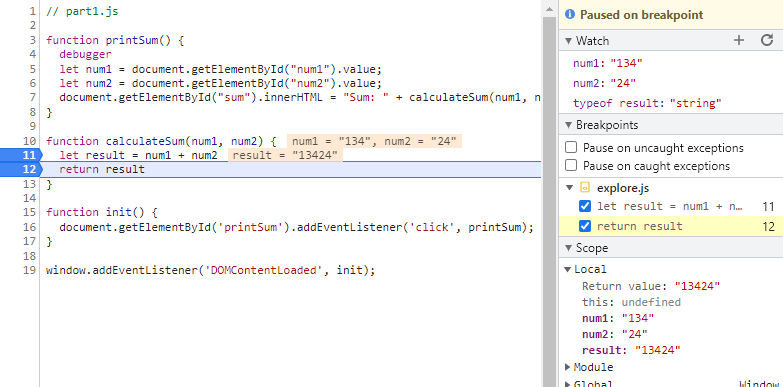 1 // part1.js
2
3 function printSum() {
4 debugger
5 let num1 = document.getElementById("num1").value;
6 let num2 = document.getElementById("num2").value;
7 document.getElementById("sum").innerHTML = "Sum: " + calculateSum(num1, n
8 }
9
10 function calculateSum(num1, num2) { num1 = "134", num2 = "24"
11 let result = num1 + num2 result = "13424"
12 return result
13 }
14
15 function init() {
16 document.getElementById('printSum').addEventListener('click', printSum);
17 }
18
19 window.addEventListener('DOMContentLoaded', init);
Paused on breakpoint
Watch
num1: "134"
num2: "24"
typeof result: "string"
Breakpoints
Pause on uncaught exceptions
Pause on caught exceptions
explore.js
let result = num1 + n… 11
return result 12
Scope
Local
Return value: "13424"
this: undefined
num1: "134"
num2: "24"
result: "13424"
Module
Global Window